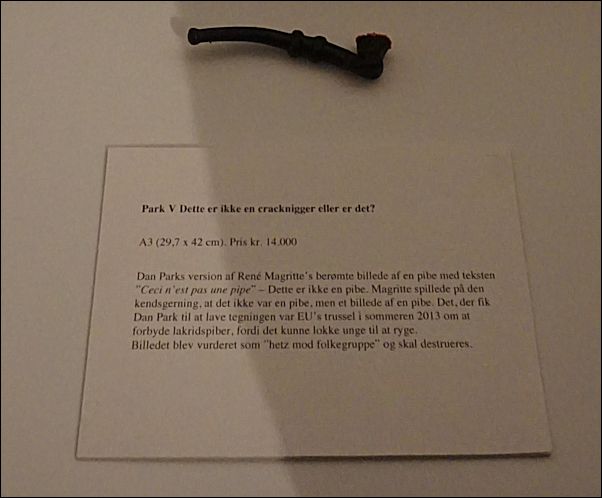 Park V Dette er ikke en cracknigger eller er det?
A3 (29,7 x 42 cm). Pris kr. 14.000
Dan Parks version af René Magritte's berømte billede af en pibe med teksten
"Ceci n'est pas une pipe" – Dette er ikke en pibe. Magritte spillede på den
kendsgerning, at det ikke var en pibe, men et billede af en pibe. Det, der fik
Dan Park til at lave tegningen var EU's trussel i sommeren 2013 om at
forbyde lakridspiber, fordi det kunne lokke unge til at ryge.
Billedet blev vurderet som "hetz mod folkegruppe" og skal destrueres.